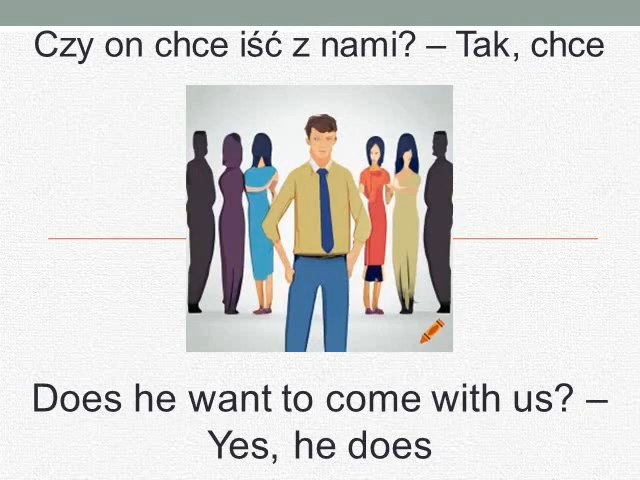 Czy on chce iść z nami? – Tak, chce
Does he want to come with us? –
Yes, he does